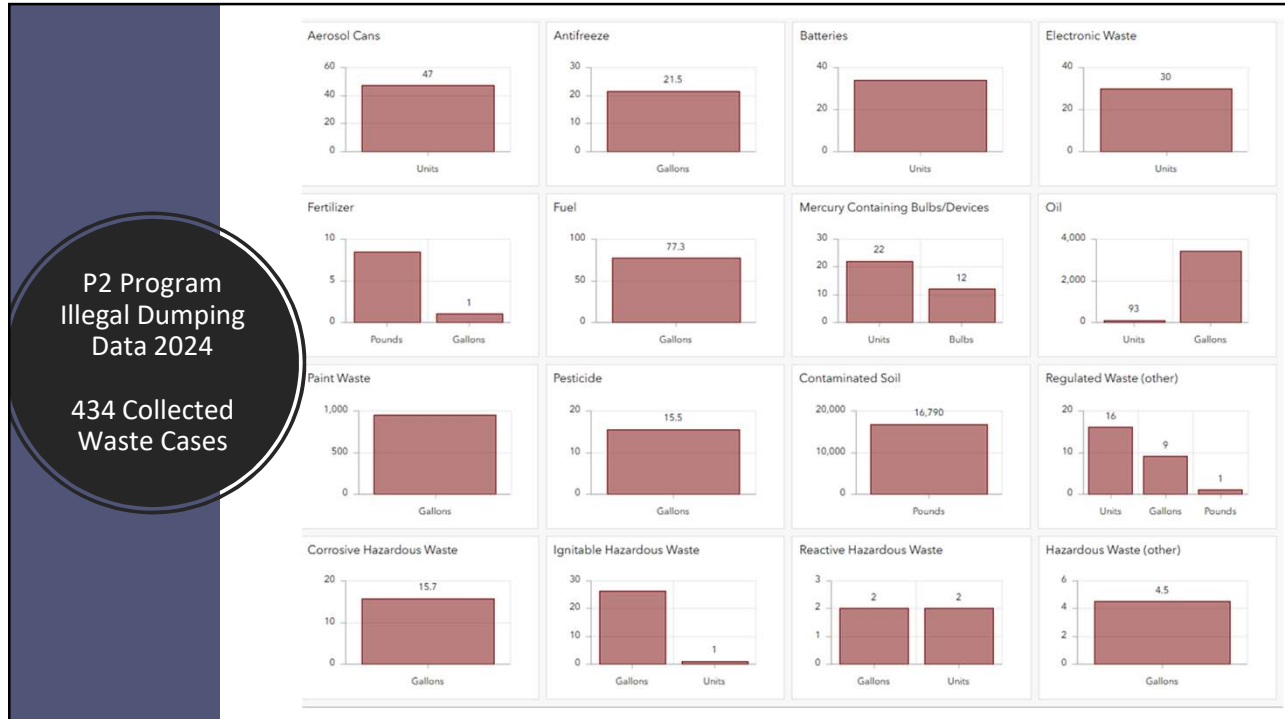 P2 Program
Illegal Dumping
Data 2024
434 Collected
Waste Cases
Aerosol Cans
60
40
20
0
47
Units
Antifreeze
30
20
10
0
21.5
Gallons
Batteries
40
20
0
Units
Electronic Waste
40
20
0
30
Units
Fertilizer
10
5
0
1
Pounds Gallons
Fuel
100
50
0
77.3
Gallons
Mercury Containing Bulbs/Devices
30
20
10
0
22
12
Units Bulbs
Oil
4,000
2,000
0
93
Units Gallons
Paint Waste
1,000
500
0
Gallons
Pesticide
20
10
0
15.5
Gallons
Contaminated Soil
20,000
10,000
0
16,790
Pounds
Regulated Waste (other)
20
10
0
16
9
1
Units Gallons Pounds
Corrosive Hazardous Waste
20
10
0
15.7
Gallons
Ignitable Hazardous Waste
30
20
10
0
1
Gallons Units
Reactive Hazardous Waste
3
2
1
0
2
2
Gallons Units
Hazardous Waste (other)
6
4
2
0
4.5
Gallons